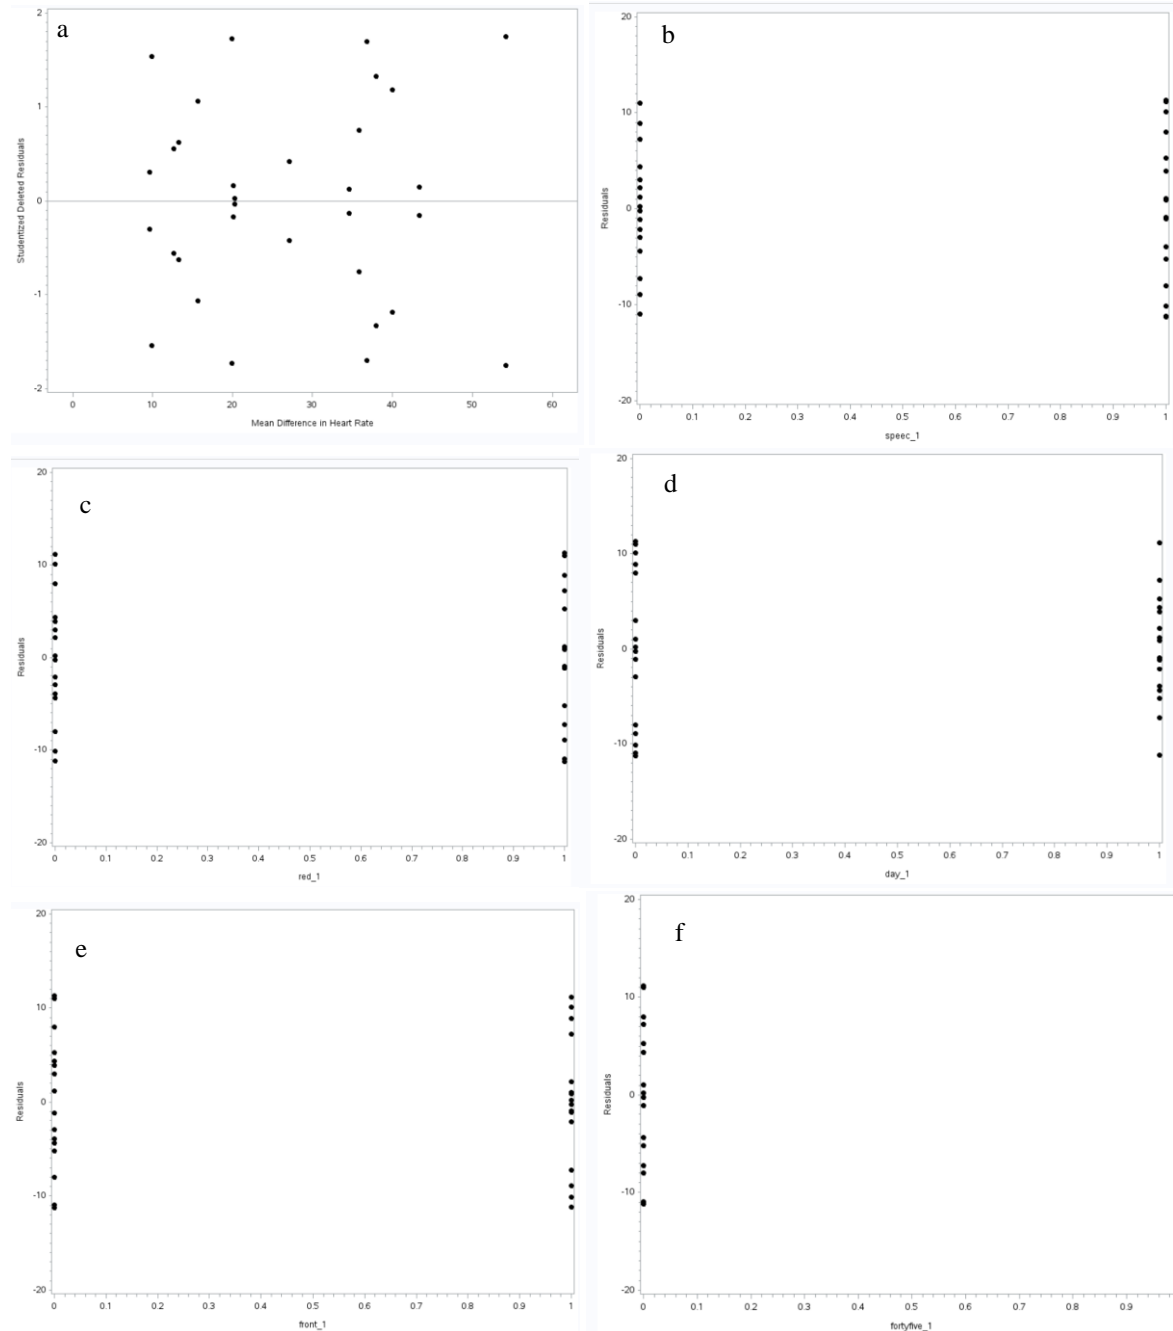 a
2
1
0
-1
-2
Studentized Deleted Residuals
0 10 20 30 40 50 60
Mean Difference in Heart Rate
b
20
10
0
-10
-20
Residuals
0 0.1 0.2 0.3 0.4 0.5 0.6 0.7 0.8 0.9 1
speec_1
c
20
10
0
-10
-20
Residuals
0 0.1 0.2 0.3 0.4 0.5 0.6 0.7 0.8 0.9 1
red_1
d
20
10
0
-10
-20
Residuals
0 0.1 0.2 0.3 0.4 0.5 0.6 0.7 0.8 0.9 1
day_1
e
20
10
0
-10
-20
Residuals
0 0.1 0.2 0.3 0.4 0.5 0.6 0.7 0.8 0.9 1
front_1
f
20
10
0
-10
-20
Residuals
0 0.1 0.2 0.3 0.4 0.5 0.6 0.7 0.8 0.9
fortyfive_1